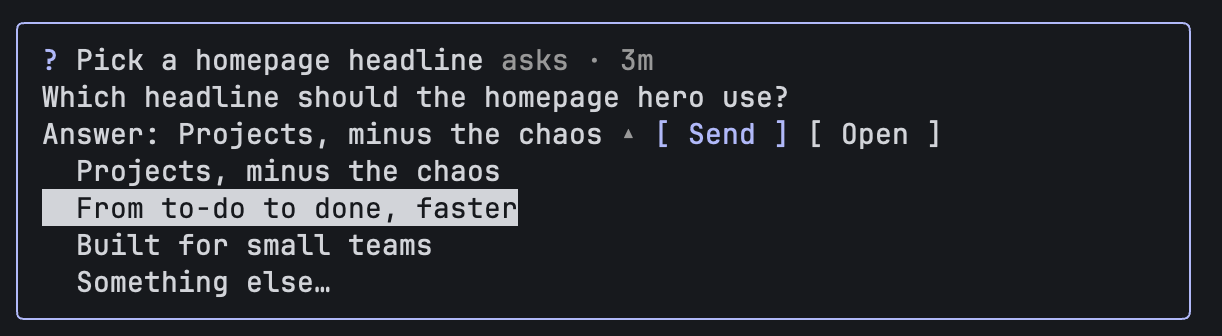 ? Pick a homepage headline asks · 3m
Which headline should the homepage hero use?
Answer: Projects, minus the chaos ▴ [ Send ] [ Open ]
Projects, minus the chaos
From to-do to done, faster
Built for small teams
Something else…